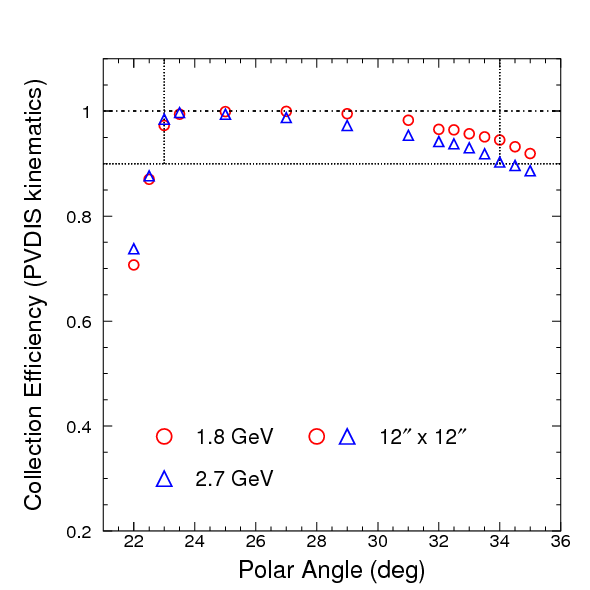 Collection Efficiency (PVDIS kinematics)
1
0.8
0.6
0.4
0.2
1.8 GeV
12″ x 12″
2.7 GeV
22 24 26 28 30 32 34 36
Polar Angle (deg)